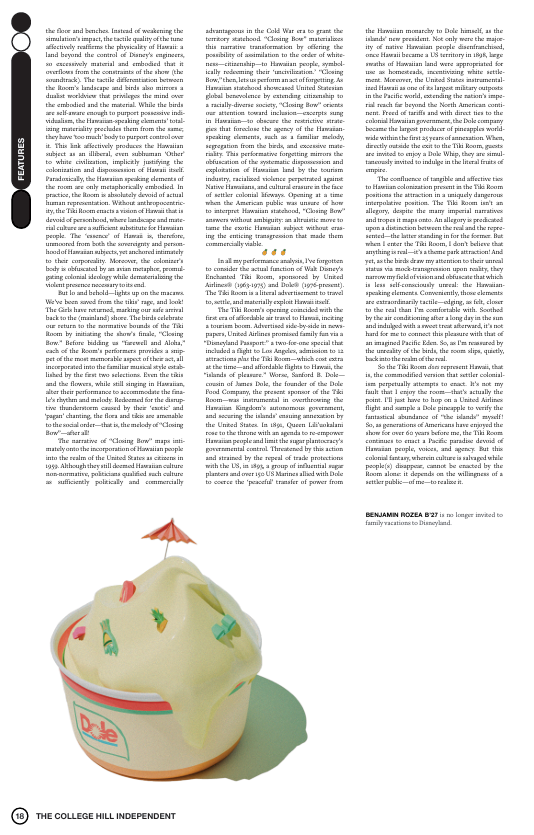 FEATURES
the floor and benches. Instead of weakening the
simulation's impact, the tactile quality of the tune
affectively reaffirms the physicality of Hawaii: a
land beyond the control of Disney's engineers,
so excessively material and embodied that it
overflows from the constraints of the show (the
soundtrack). The tactile differentiation between
the Room's landscape and birds also mirrors a
dualist worldview that privileges the mind over
the embodied and the material. While the birds
are self-aware enough to purport possessive indi-
vidualism, the Hawaiian-speaking elements' total-
izing materiality precludes them from the same;
they have 'too much' body to purport control over
it. This link affectively produces the Hawaiian
subject as an illiberal, even subhuman 'Other'
to white civilization, implicitly justifying the
colonization and dispossession of Hawaii itself.
Paradoxically, the Hawaiian speaking elements of
the room are only metaphorically embodied. In
practice, the Room is absolutely devoid of actual
human representation. Without anthropocentric-
ity, the Tiki Room enacts a vision of Hawaii that is
devoid of personhood, where landscape and mate-
rial culture are a sufficient substitute for Hawaiian
people. The 'essence' of Hawaii is, therefore,
unmoored from both the sovereignty and person-
hood of Hawaiian subjects, yet anchored intimately
to their corporeality. Moreover, the colonizer's
body is obfuscated by an avian metaphor, promul-
gating colonial ideology while dematerializing the
violent presence necessary to its end.
But lo and behold—lights up on the macaws.
We've been saved from the tikis' rage, and look!
The Girls have returned, marking our safe arrival
back to the (mainland) shore. The birds celebrate
our return to the normative bounds of the Tiki
Room by initiating the show's finale, "Closing
Bow." Before bidding us "farewell and Aloha,"
each of the Room's performers provides a snip-
pet of the most memorable aspect of their act, all
incorporated into the familiar musical style estab-
lished by the first two selections. Even the tikis
and the flowers, while still singing in Hawaiian,
alter their performance to accommodate the fina-
le's rhythm and melody. Redeemed for the disrup-
tive thunderstorm caused by their 'exotic' and
'pagan' chanting, the flora and tikis are amenable
to the social order—that is, the melody of "Closing
Bow"—after all!
The narrative of "Closing Bow" maps inti-
mately onto the incorporation of Hawaiian people
into the realm of the United States as citizens in
1959. Although they still deemed Hawaiian culture
non-normative, politicians qualified such culture
as sufficiently politically and commercially
advantageous in the Cold War era to grant the
territory statehood. "Closing Bow" materializes
this narrative transformation by offering the
possibility of assimilation to the order of white-
ness—citizenship—to Hawaiian people, symbol-
ically redeeming their 'uncivilization.' "Closing
Bow," then, lets us perform an act of forgetting. As
Hawaiian statehood showcased United Statesian
global benevolence by extending citizenship to
a racially-diverse society, "Closing Bow" orients
our attention toward inclusion—excerpts sung
in Hawaiian—to obscure the restrictive strate-
gies that foreclose the agency of the Hawaiian-
speaking elements, such as a familiar melody,
segregation from the birds, and excessive mate-
riality. This performative forgetting mirrors the
obfuscation of the systematic dispossession and
exploitation of Hawaiian land by the tourism
industry, racialized violence perpetrated against
Native Hawaiians, and cultural erasure in the face
of settler colonial lifeways. Opening at a time
when the American public was unsure of how
to interpret Hawaiian statehood, "Closing Bow"
answers without ambiguity: an altruistic move to
tame the exotic Hawaiian subject without eras-
ing the enticing transgression that made them
commercially viable.
In all my performance analysis, I've forgotten
to consider the actual function of Walt Disney's
Enchanted Tiki Room, sponsored by United
Airlines® (1963-1975) and Dole® (1976-present).
The Tiki Room is a literal advertisement to travel
to, settle, and materially exploit Hawaii itself.
The Tiki Room's opening coincided with the
first era of affordable air travel to Hawaii, inciting
a tourism boom. Advertised side-by-side in news-
papers, United Airlines promised family fun via a
"Disneyland Passport:" a two-for-one special that
included a flight to Los Angeles, admission to 12
attractions plus the Tiki Room—which cost extra
at the time—and affordable flights to Hawaii, the
"islands of pleasure." Worse, Sanford B. Dole—
cousin of James Dole, the founder of the Dole
Food Company, the present sponsor of the Tiki
Room—was instrumental in overthrowing the
Hawaiian Kingdom's autonomous government,
and securing the islands' ensuing annexation by
the United States. In 1891, Queen Lili'uokalani
rose to the throne with an agenda to re-empower
Hawaiian people and limit the sugar plantocracy's
governmental control. Threatened by this action
and strained by the repeal of trade protections
with the US, in 1893, a group of influential sugar
planters and over 150 US Marines allied with Dole
to coerce the 'peaceful' transfer of power from
the Hawaiian monarchy to Dole himself, as the
islands' new president. Not only were the major-
ity of native Hawaiian people disenfranchised,
once Hawaii became a US territory in 1898, large
swaths of Hawaiian land were appropriated for
use as homesteads, incentivizing white settle-
ment. Moreover, the United States instrumental-
ized Hawaii as one of its largest military outposts
in the Pacific world, extending the nation's impe-
rial reach far beyond the North American conti-
nent. Freed of tariffs and with direct ties to the
colonial Hawaiian government, the Dole company
became the largest producer of pineapples world-
wide within the first 25 years of annexation. When,
directly outside the exit to the Tiki Room, guests
are invited to enjoy a Dole Whip, they are simul-
taneously invited to indulge in the literal fruits of
empire.
The confluence of tangible and affective ties
to Hawaiian colonization present in the Tiki Room
positions the attraction in a uniquely dangerous
interpolative position. The Tiki Room isn't an
allegory, despite the many imperial narratives
and tropes it maps onto. An allegory is predicated
upon a distinction between the real and the repre-
sented—the latter standing in for the former. But
when I enter the Tiki Room, I don't believe that
anything is real—it's a theme park attraction! And
yet, as the birds draw my attention to their unreal
status via mock-transgression upon reality, they
narrow my field of vision and obfuscate that which
is less self-consciously unreal: the Hawaiian-
speaking elements. Conveniently, those elements
are extraordinarily tactile—edging, as felt, closer
to the real than I'm comfortable with. Soothed
by the air conditioning after a long day in the sun
and indulged with a sweet treat afterward, it's not
hard for me to connect this pleasure with that of
an imagined Pacific Eden. So, as I'm reassured by
the unreality of the birds, the room slips, quietly,
back into the realm of the real.
So the Tiki Room does represent Hawaii, that
is, the commodified version that settler colonial-
ism perpetually attempts to enact. It's not my
fault that I enjoy the room—that's actually the
point. I'll just have to hop on a United Airlines
flight and sample a Dole pineapple to verify the
fantastical abundance of "the islands" myself!
So, as generations of Americans have enjoyed the
show for over 60 years before me, the Tiki Room
continues to enact a Pacific paradise devoid of
Hawaiian people, voices, and agency. But this
colonial fantasy, wherein culture is salvaged while
people(s) disappear, cannot be enacted by the
Room alone: it depends on the willingness of a
settler public—of me—to realize it.
BENJAMIN ROZEA B'27 is no longer invited to
family vacations to Disneyland.
Dole
18 THE COLLEGE HILL INDEPENDENT